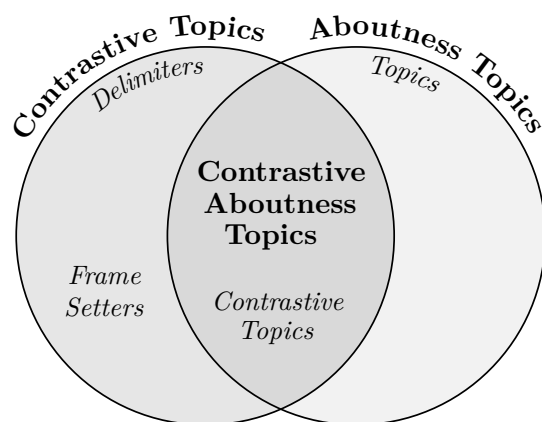 Contrastive Topics
Aboutness Topics
Delimiters
Topics
Contrastive
Aboutness
Topics
Frame
Setters
Contrastive
Topics